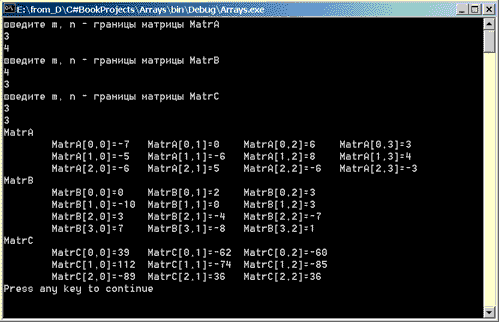 E:\from_D\C#BookProjects\Arrays\bin\Debug\Arrays.exe
введите m, n - границы матрицы MatrA
3
4
введите m, n - границы матрицы MatrB
4
3
введите m, n - границы матрицы MatrC
3
3
MatrA
MatrA[0,0]=-7 MatrA[0,1]=0 MatrA[0,2]=6 MatrA[0,3]=3
MatrA[1,0]=-5 MatrA[1,1]=-6 MatrA[1,2]=8 MatrA[1,3]=4
MatrA[2,0]=-6 MatrA[2,1]=5 MatrA[2,2]=-6 MatrA[2,3]=-3
MatrB
MatrB[0,0]=0 MatrB[0,1]=2 MatrB[0,2]=3
MatrB[1,0]=-10 MatrB[1,1]=0 MatrB[1,2]=3
MatrB[2,0]=3 MatrB[2,1]=-4 MatrB[2,2]=-7
MatrB[3,0]=7 MatrB[3,1]=-8 MatrB[3,2]=1
MatrC
MatrC[0,0]=39 MatrC[0,1]=-62 MatrC[0,2]=-60
MatrC[1,0]=112 MatrC[1,1]=-74 MatrC[1,2]=-85
MatrC[2,0]=-89 MatrC[2,1]=36 MatrC[2,2]=36
Press any key to continue